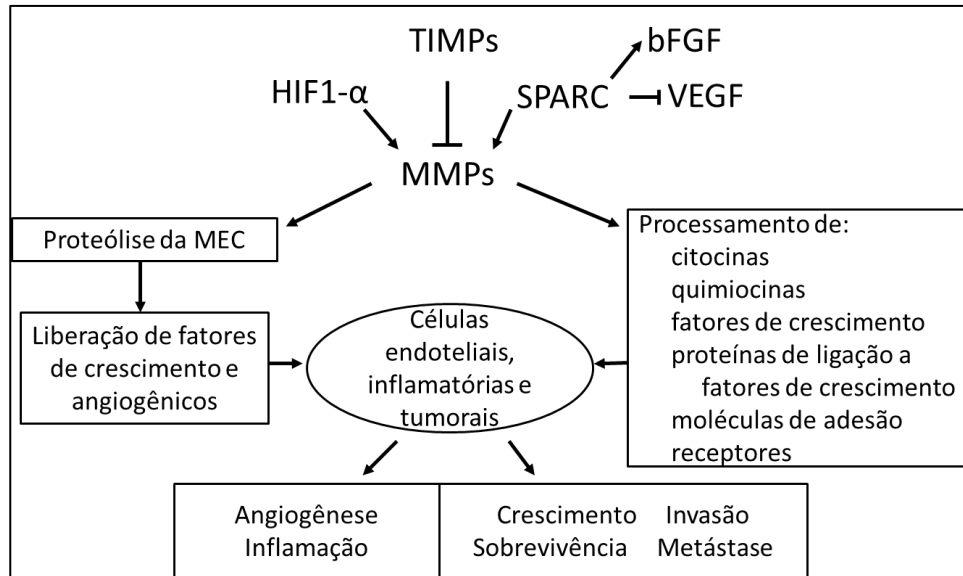 TIMPs
bFGF
HIF1-α
SPARC
VEGF
MMPs
Proteólise da MEC
Liberação de fatores
de crescimento e
angiogênicos
Células
endoteliais,
inflamatórias e
tumorais
Processamento de:
citocinas
quimiocinas
fatores de crescimento
proteínas de ligação a
fatores de crescimento
moléculas de adesão
receptores
Angiogênese
Inflamação
Crescimento Invasão
Sobrevivência Metástase